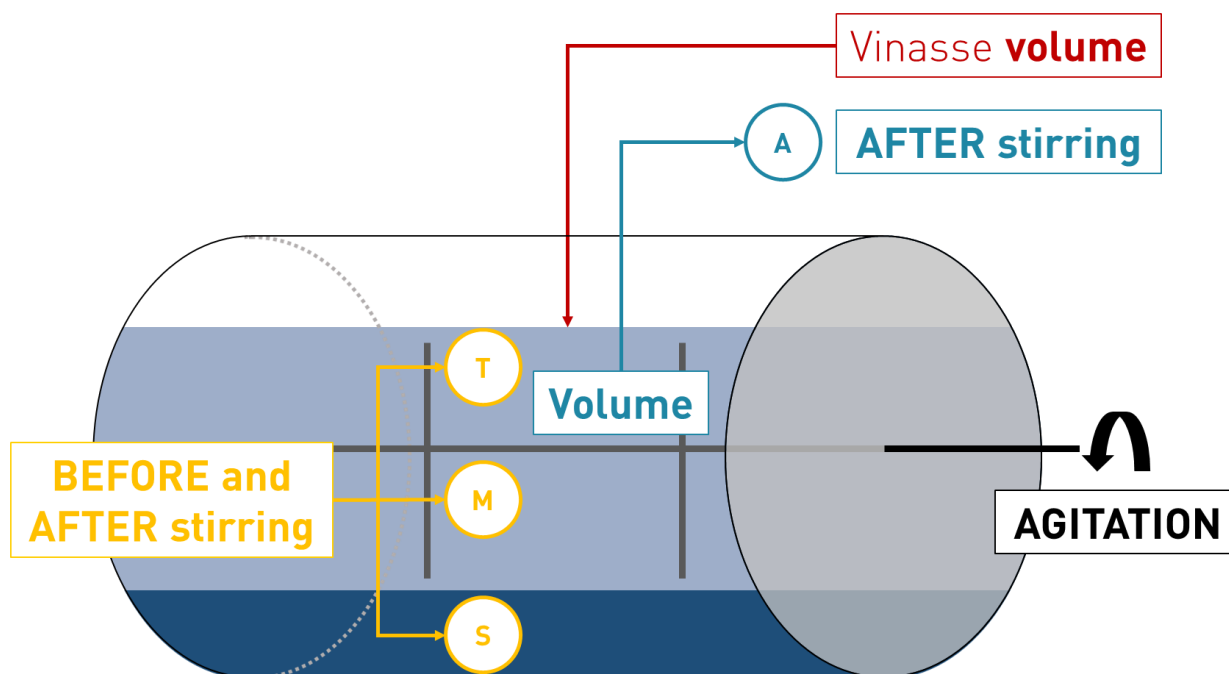 Vinasse volume
A
AFTER stirring
T
Volume
BEFORE and
AFTER stirring
M
AGITATION
S